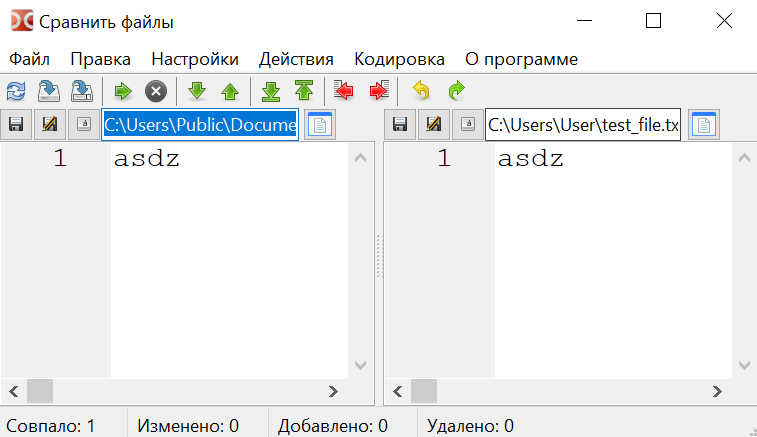 Сравнить файлы
Файл Правка Настройки Действия Кодировка О программе
C:\Users\Public\Docume C:\Users\User\test_file.tx
1 asdz 1 asdz
Совпало: 1 Изменено: 0 Добавлено: 0 Удалено: 0